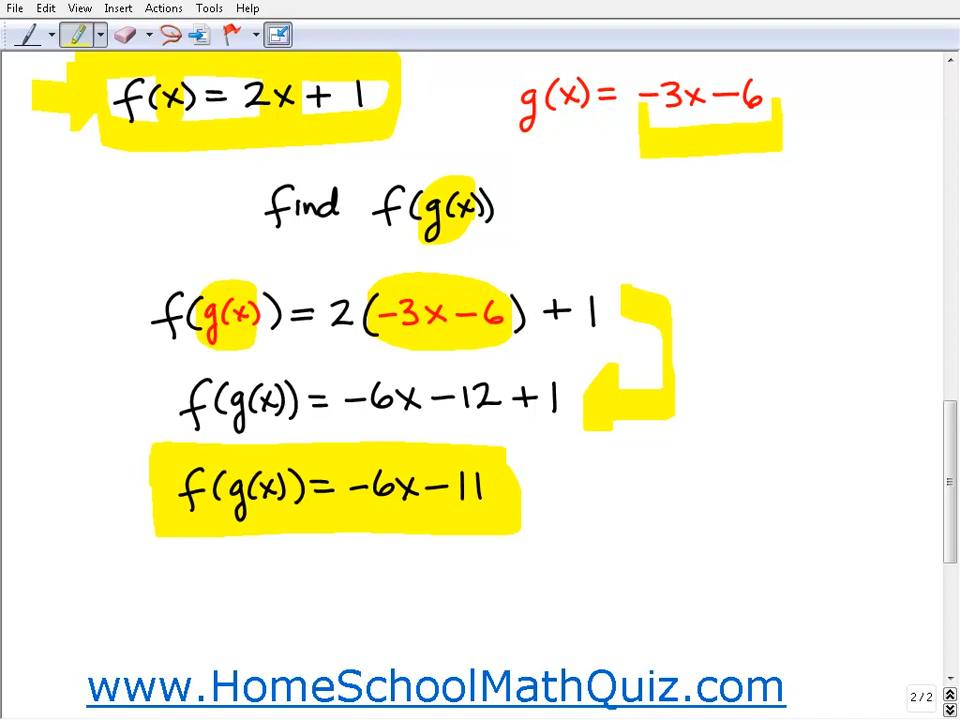 File Edit View Insert Actions Tools Help
f(x) = 2x + 1 g(x) = -3x - 6
find f(g(x))
f(g(x)) = 2(-3x - 6) + 1
f(g(x)) = -6x - 12 + 1
f(g(x)) = -6x - 11
www.HomeSchoolMathQuiz.com
2 / 2